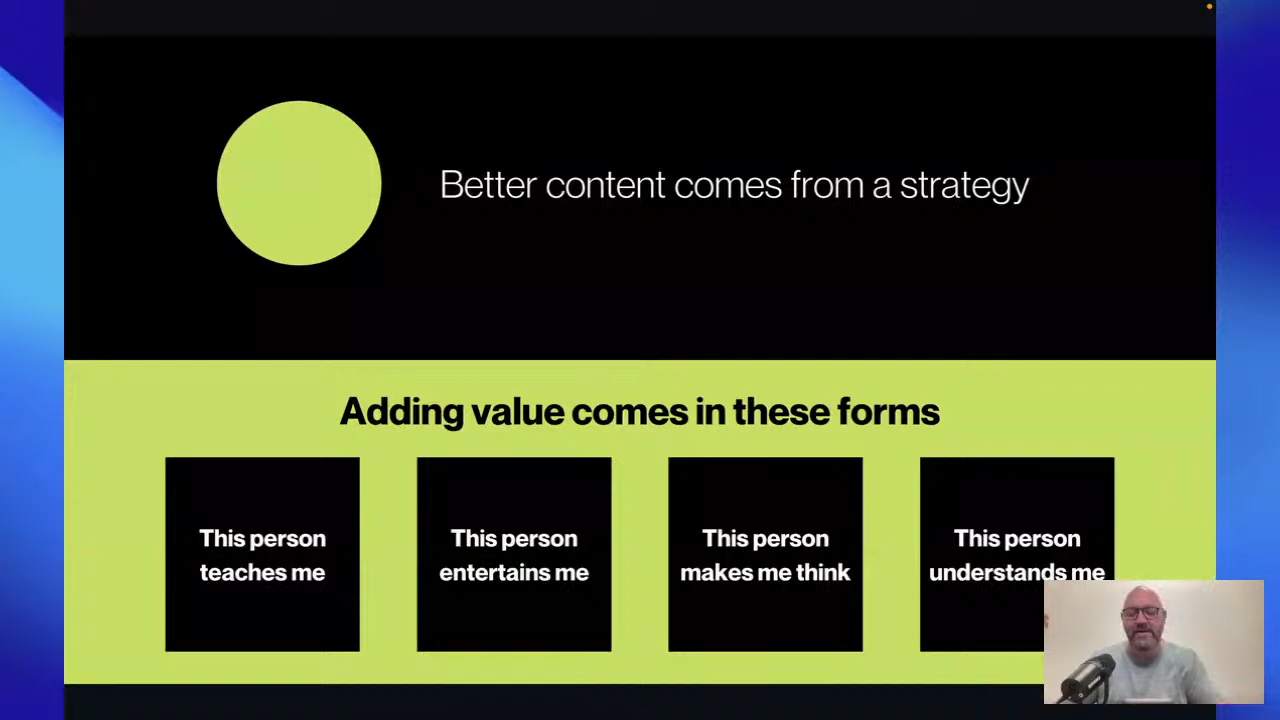 Better content comes from a strategy
Adding value comes in these forms
This person
teaches me
This person
entertains me
This person
makes me think
This person
understands me